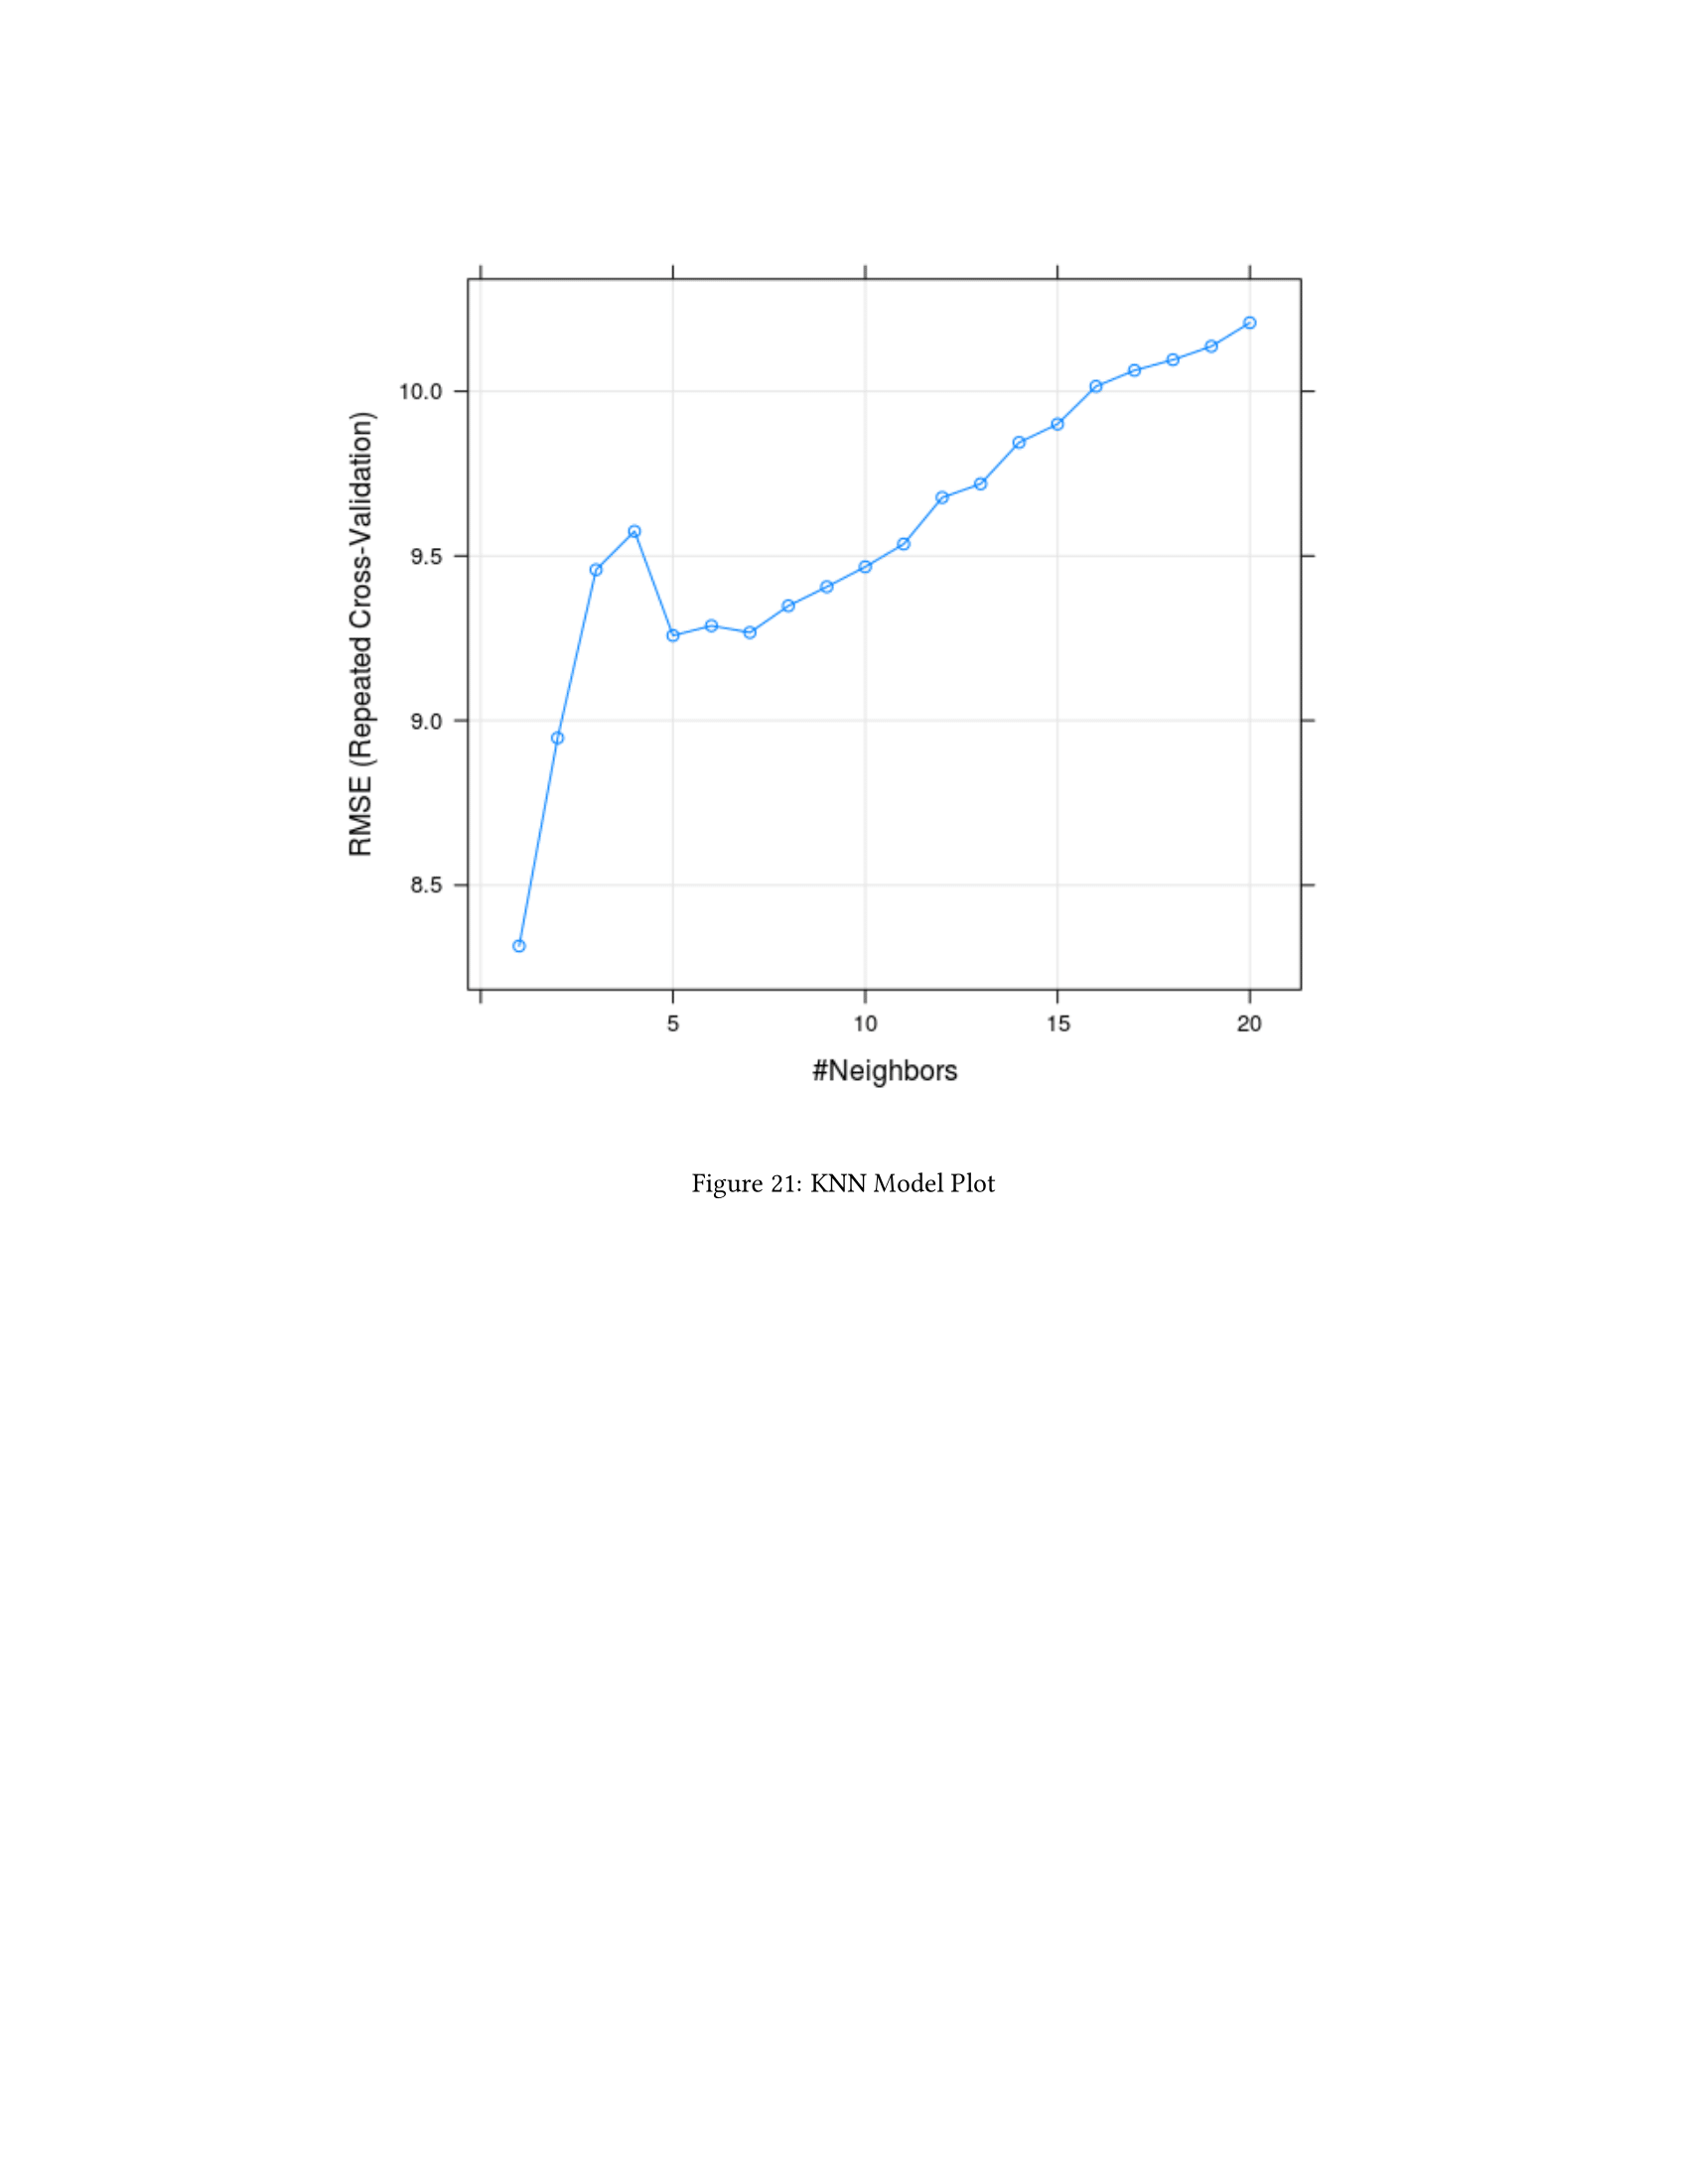 RMSE (Repeated Cross-Validation)
10.0
9.5
9.0
8.5
5 10 15 20
#Neighbors
Figure 21: KNN Model Plot